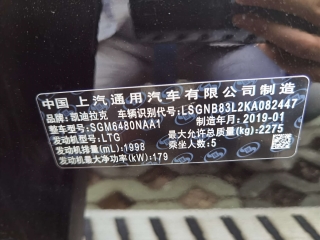 中国 上汽通用汽车有限公司制造
品牌:凯迪拉克 车辆识别代号:LSGNB83L2KA082447
整车型号:SGM6480NAA1 制造年月:2019-01
发动机型号:LTG 最大允许总质量(kg):2275
发动机排量(mL):1998 乘坐人数:5
发动机最大净功率(kW):179